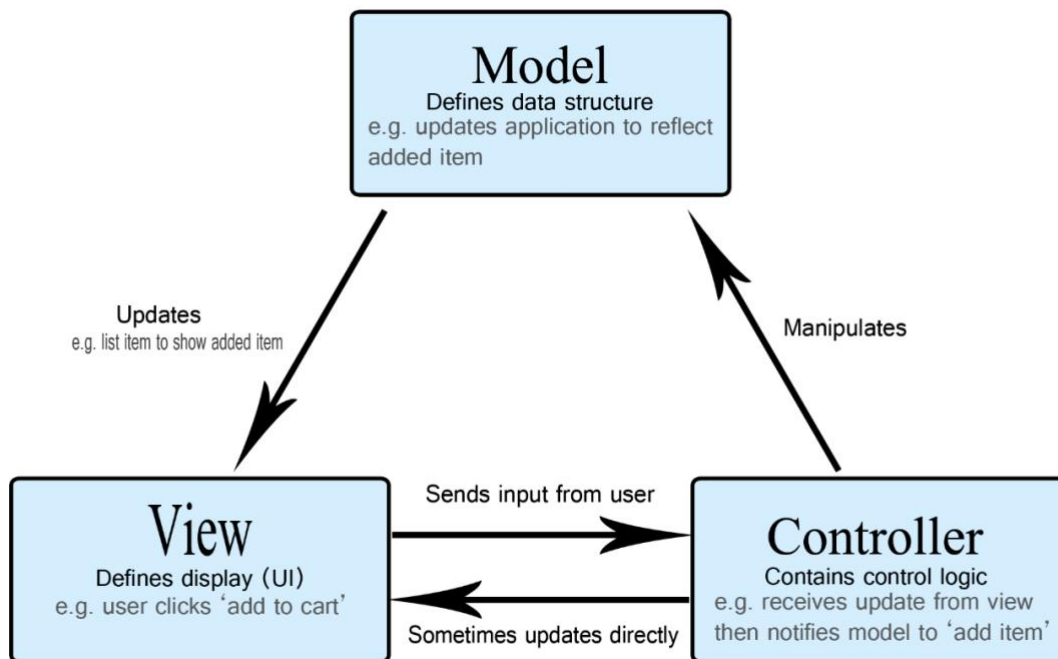 Model
Defines data structure
e.g. updates application to reflect
added item
Updates
e.g. list item to show added item
Manipulates
View
Defines display (UI)
e.g. user clicks ‘add to cart’
Sends input from user
Sometimes updates directly
Controller
Contains control logic
e.g. receives update from view
then notifies model to ‘add item’